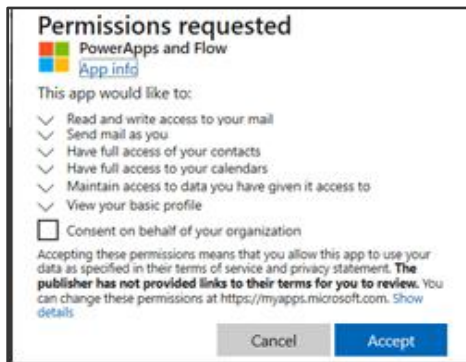 Permissions requested
PowerApps and Flow
App info
This app would like to:
Read and write access to your mail
Send mail as you
Have full access of your contacts
Have full access to your calendars
Maintain access to data you have given it access to
View your basic profile
Consent on behalf of your organization
Accepting these permissions means that you allow this app to use your
data as specified in their terms of service and privacy statement. The
publisher has not provided links to their terms for you to review. You
can change these permissions at https://myapps.microsoft.com. Show
details
Cancel Accept